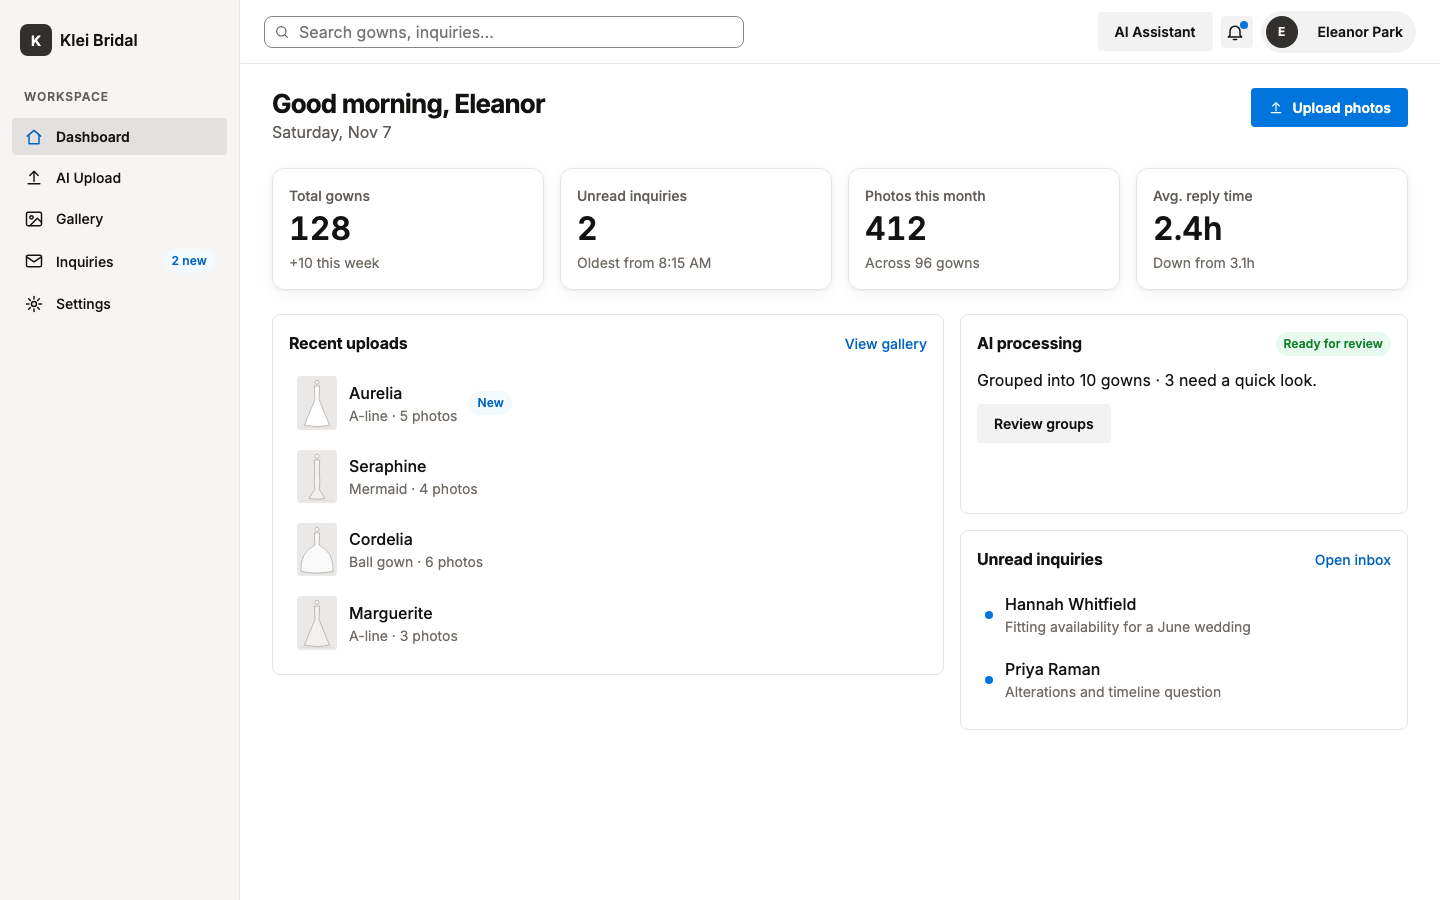 K Klei Bridal
Search gowns, inquiries...
AI Assistant
E Eleanor Park
WORKSPACE
Dashboard
AI Upload
Gallery
Inquiries 2 new
Settings
Good morning, Eleanor
Saturday, Nov 7
Upload photos
Total gowns
128
+10 this week
Unread inquiries
2
Oldest from 8:15 AM
Photos this month
412
Across 96 gowns
Avg. reply time
2.4h
Down from 3.1h
Recent uploads
View gallery
Aurelia
A-line · 5 photos
New
Seraphine
Mermaid · 4 photos
Cordelia
Ball gown · 6 photos
Marguerite
A-line · 3 photos
AI processing
Ready for review
Grouped into 10 gowns · 3 need a quick look.
Review groups
Unread inquiries
Open inbox
Hannah Whitfield
Fitting availability for a June wedding
Priya Raman
Alterations and timeline question